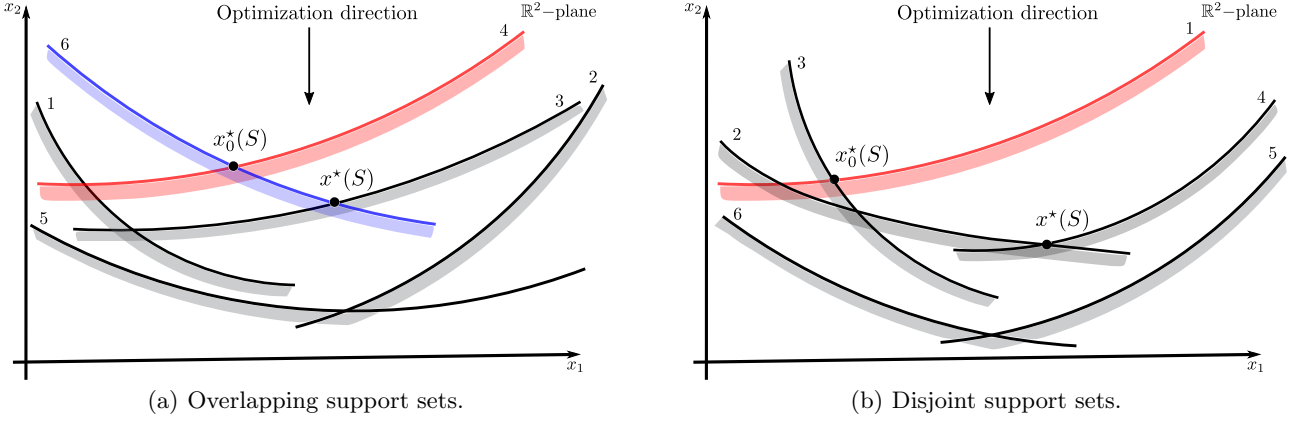 x₂
Optimization direction
ℝ²−plane
6
4
1
2
3
x₀⋆(S)
x⋆(S)
5
x₁
(a) Overlapping support sets.
x₂
Optimization direction
ℝ²−plane
1
3
4
2
x₀⋆(S)
5
6
x⋆(S)
x₁
(b) Disjoint support sets.